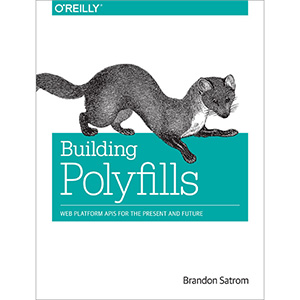 O'REILLY®
Building
Polyfills
WEB PLATFORM APIS FOR THE PRESENT AND FUTURE
Brandon Satrom